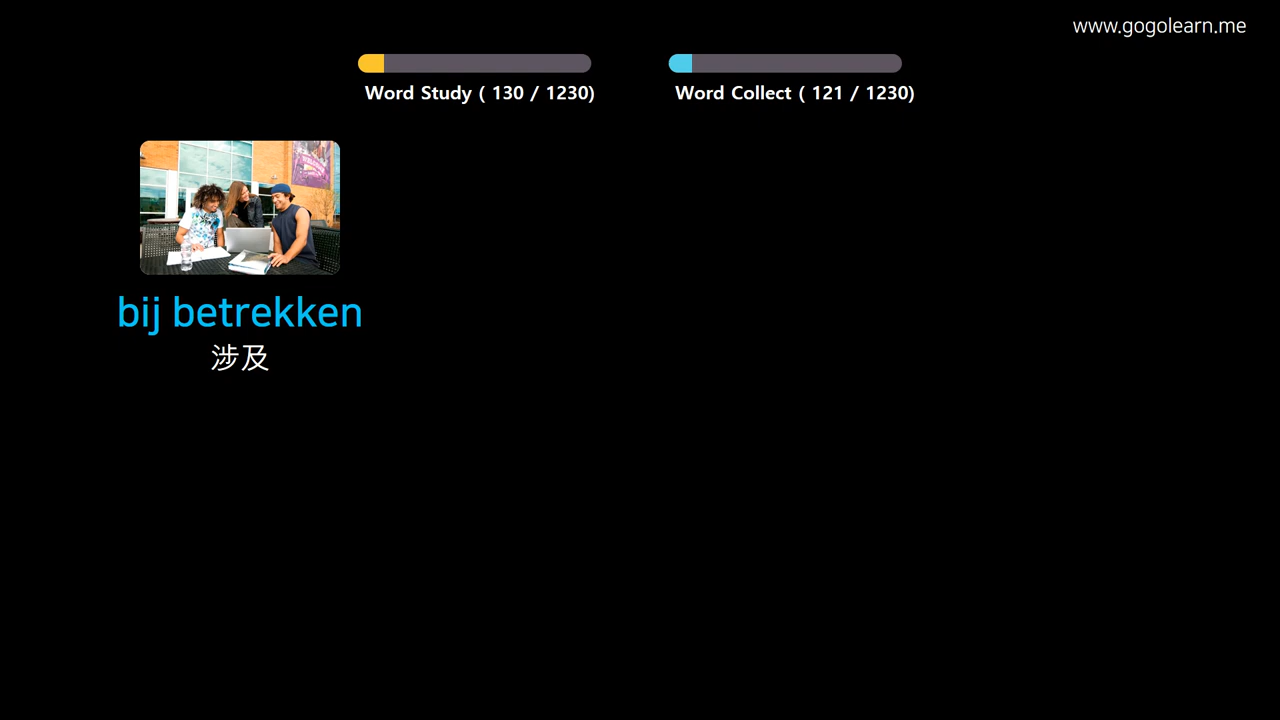 www.gogolearn.me
Word Study ( 130 / 1230)
Word Collect ( 121 / 1230)
bij betrekken
涉及